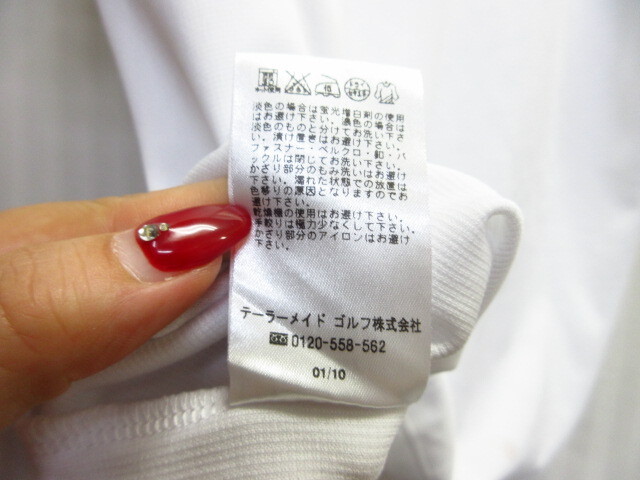 淡色の場合は蛍光増白剤の使用
はお避け下さい。濃色の場合は
淡色のものと分けてお洗い下さ
い。漬け置きはお避け下さい。
ファスナー・ベルクロ・釦・バ
ックルは閉じてお洗い下さい。
かざり部分のもみ洗いはお避け
下さい。濡れた状態での放置は
色移りの原因となりますのでお
避け下さい。
乾燥機の使用はお避け下さい。
手絞りは極力少なくして下さい。
かざり部分のアイロンはお避け
下さい。
テーラーメイド ゴルフ株式会社
0120-558-562
01/10